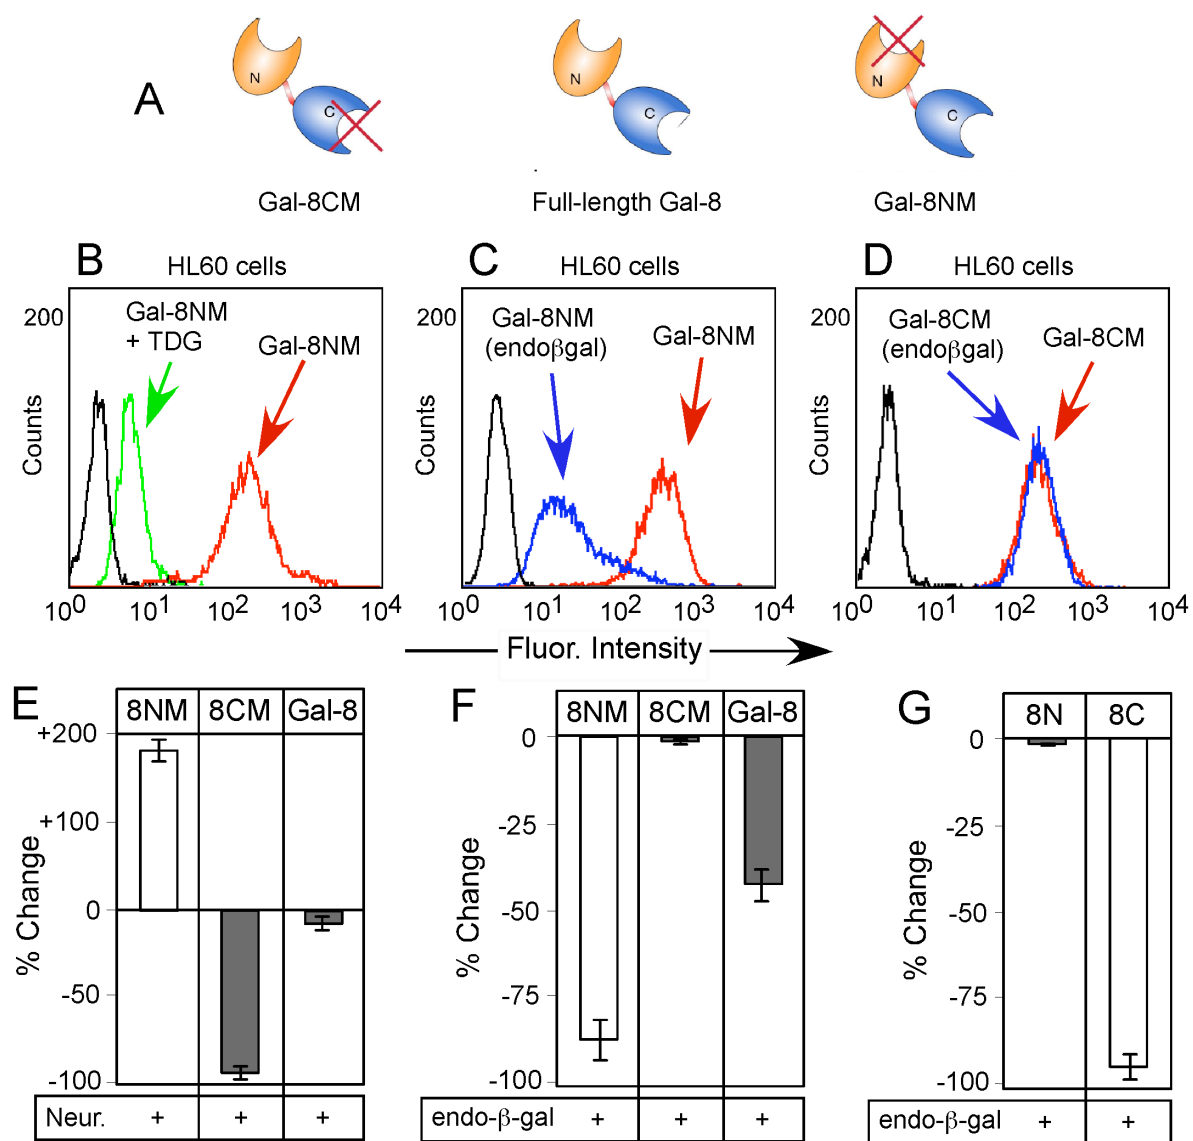 A
N
C
N
C
N
C
Gal-8CM
Full-length Gal-8
Gal-8NM
B
HL60 cells
200
Counts
Gal-8NM
+ TDG
Gal-8NM
10^0
10^1
10^2
10^3
10^4
C
HL60 cells
200
Counts
Gal-8NM
(endoβgal)
Gal-8NM
10^0
10^1
10^2
10^3
10^4
D
HL60 cells
200
Counts
Gal-8CM
(endoβgal)
Gal-8CM
10^0
10^1
10^2
10^3
10^4
Fluor. Intensity
E
8NM
8CM
Gal-8
+200
+100
0
-50
-100
% Change
Neur.
+
+
+
F
8NM
8CM
Gal-8
0
-25
-50
-75
-100
% Change
endo-β-gal
+
+
+
G
8N
8C
0
-25
-50
-75
-100
% Change
endo-β-gal
+
+